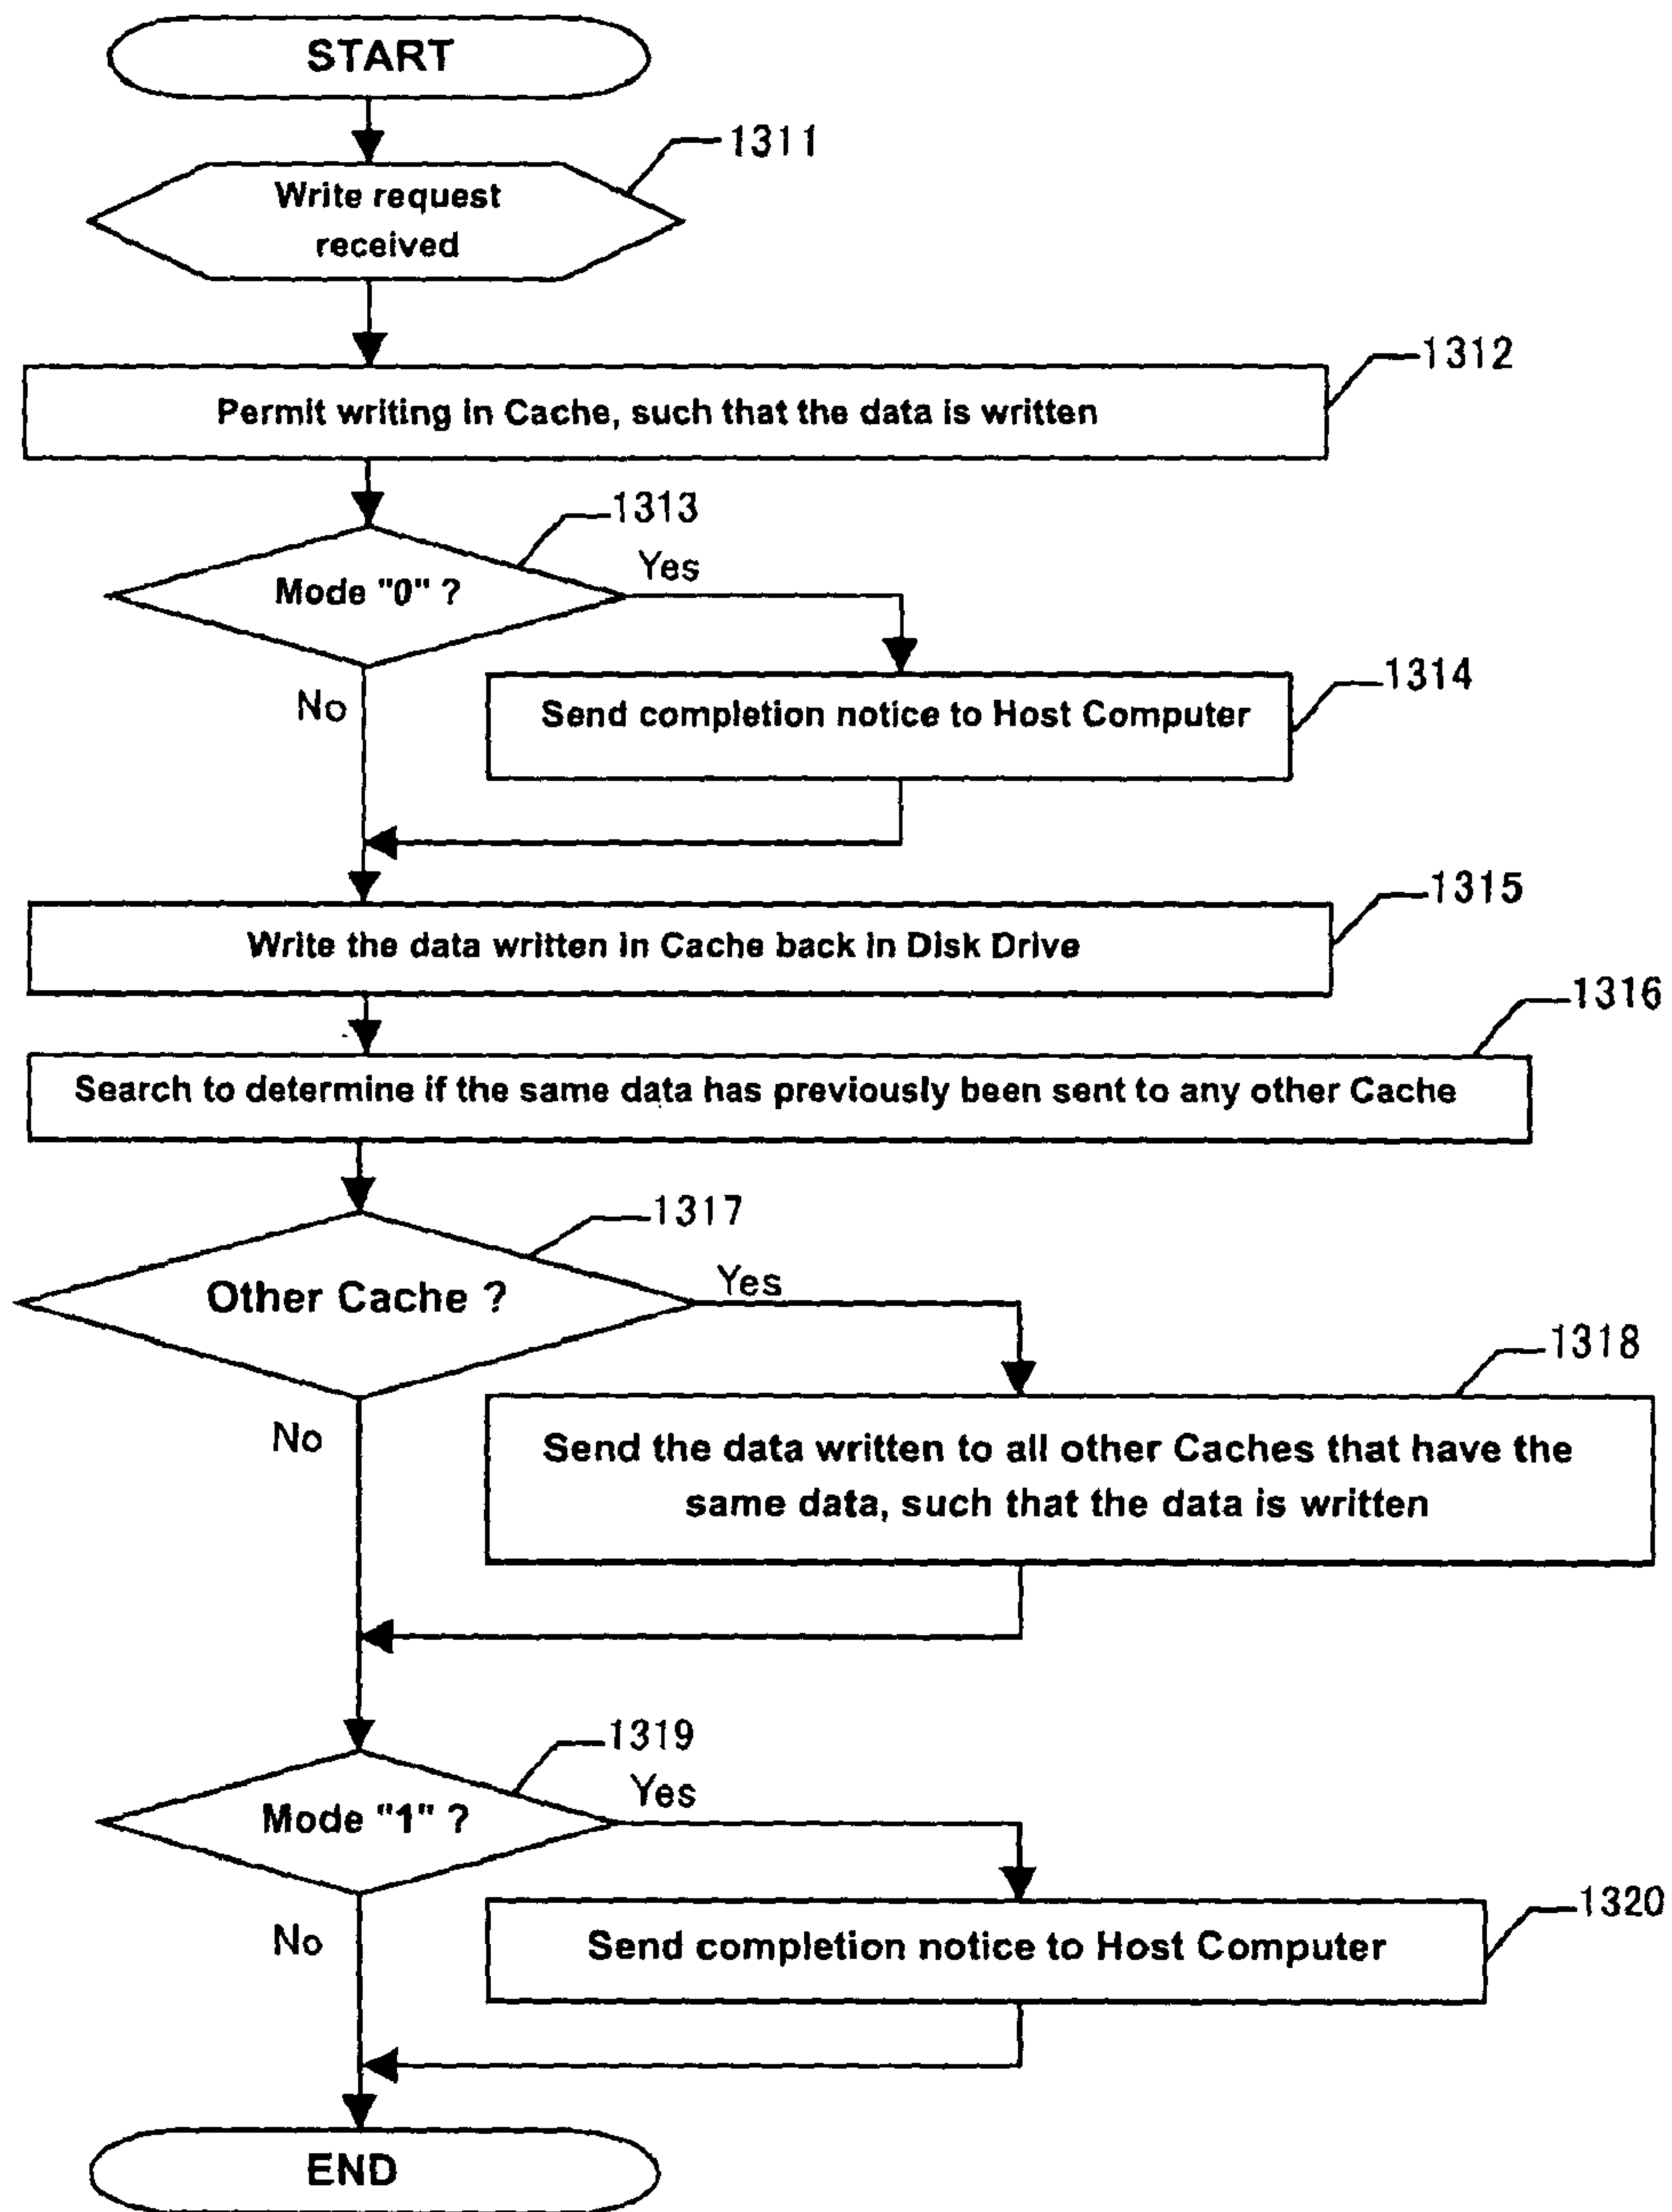 START
1311
Write request
received
1312
Permit writing in Cache, such that the data is written
1313
Mode "0" ?
Yes
No
1314
Send completion notice to Host Computer
1315
Write the data written in Cache back in Disk Drive
1316
Search to determine if the same data has previously been sent to any other Cache
1317
Other Cache ?
Yes
No
1318
Send the data written to all other Caches that have the
same data, such that the data is written
1319
Mode "1" ?
Yes
No
1320
Send completion notice to Host Computer
END